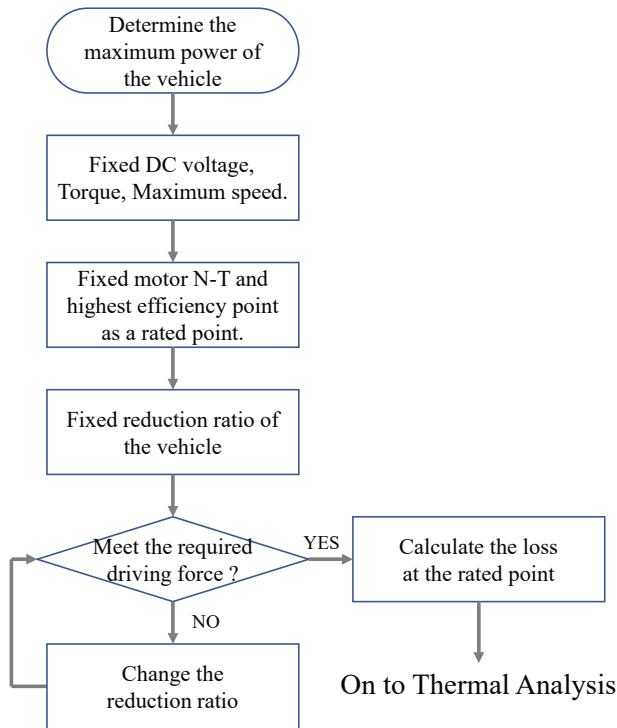 Determine the
maximum power of
the vehicle
Fixed DC voltage,
Torque, Maximum speed.
Fixed motor N-T and
highest efficiency point
as a rated point.
Fixed reduction ratio of
the vehicle
Meet the required
driving force ?
YES
Calculate the loss
at the rated point
NO
Change the
reduction ratio
On to Thermal Analysis